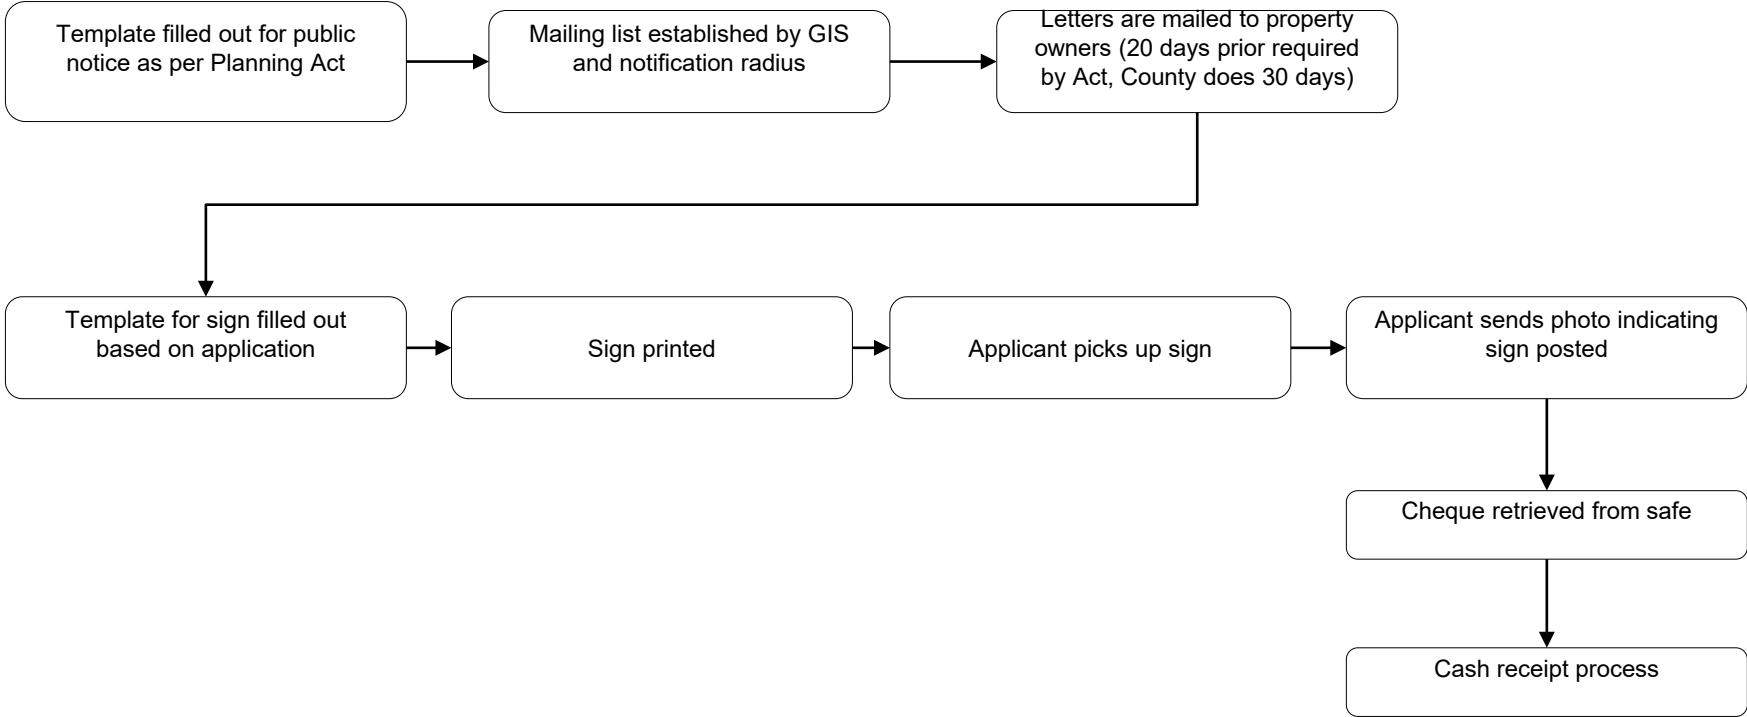 Template filled out for public
notice as per Planning Act
Mailing list established by GIS
and notification radius
Letters are mailed to property
owners (20 days prior required
by Act, County does 30 days)
Template for sign filled out
based on application
Sign printed
Applicant picks up sign
Applicant sends photo indicating
sign posted
Cheque retrieved from safe
Cash receipt process